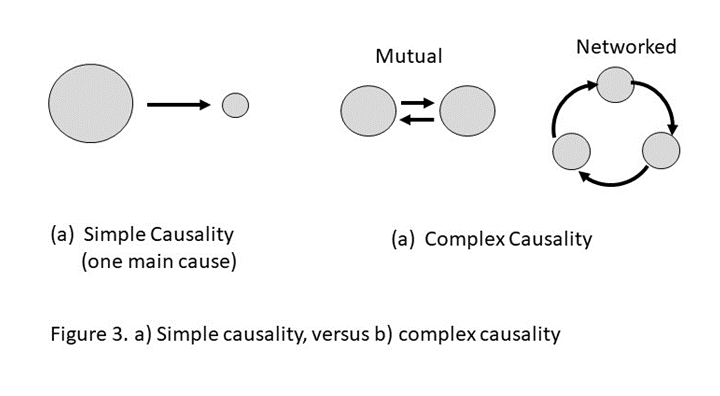 Mutual
Networked
(a) Simple Causality
(one main cause)
(a) Complex Causality
Figure 3. a) Simple causality, versus b) complex causality